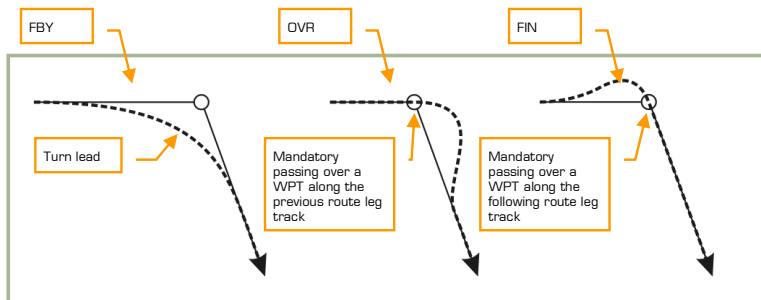 FBY
OVR
FIN
Turn lead
Mandatory
passing over a
WPT along the
previous route leg
track
Mandatory
passing over a
WPT along the
following route leg
track